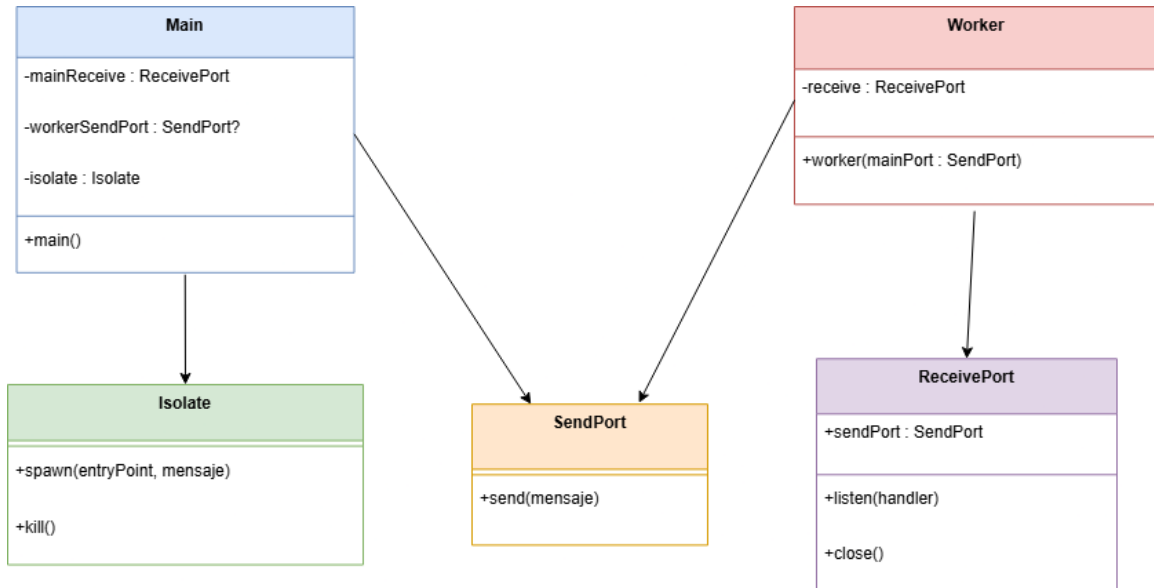 Main
-mainReceive : ReceivePort
-workerSendPort : SendPort?
-isolate : Isolate
+main()
Worker
-receive : ReceivePort
+worker(mainPort : SendPort)
Isolate
+spawn(entryPoint, mensaje)
+kill()
SendPort
+send(mensaje)
ReceivePort
+sendPort : SendPort
+listen(handler)
+close()